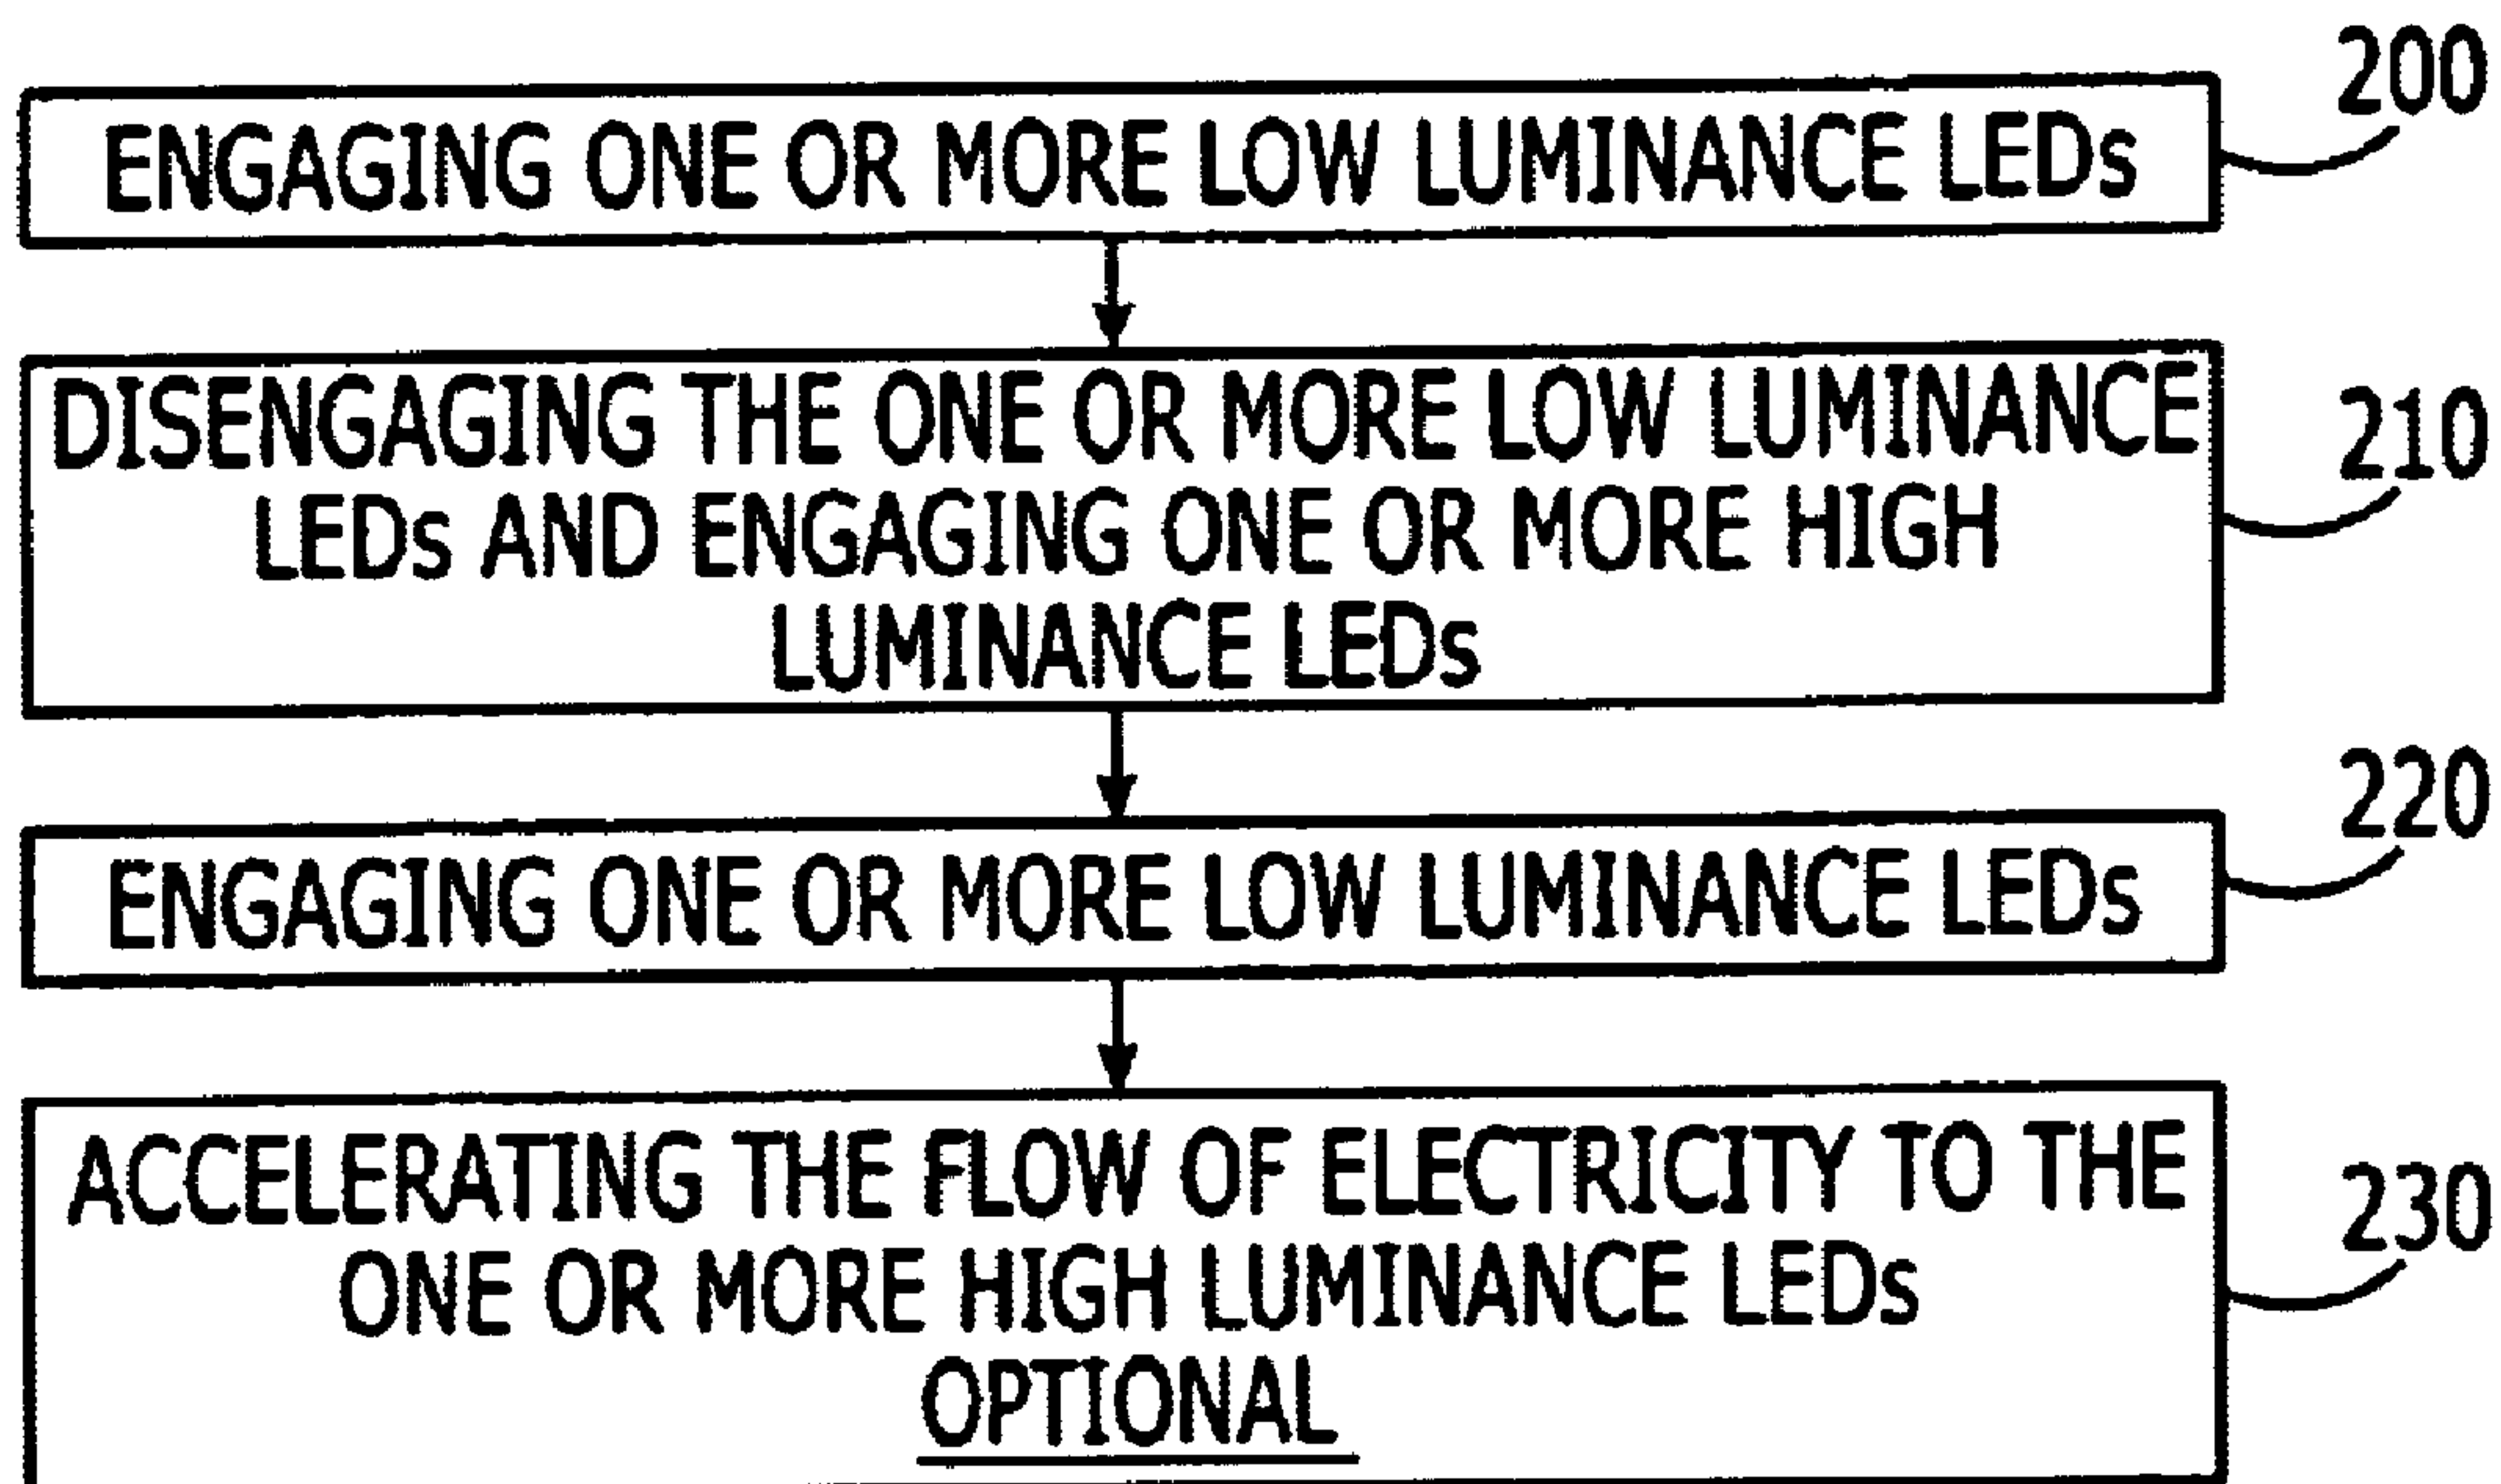 200
ENGAGING ONE OR MORE LOW LUMINANCE LEDs
DISENGAGING THE ONE OR MORE LOW LUMINANCE
LEDs AND ENGAGING ONE OR MORE HIGH
LUMINANCE LEDs
210
220
ENGAGING ONE OR MORE LOW LUMINANCE LEDs
ACCELERATING THE FLOW OF ELECTRICITY TO THE
ONE OR MORE HIGH LUMINANCE LEDs
OPTIONAL
230